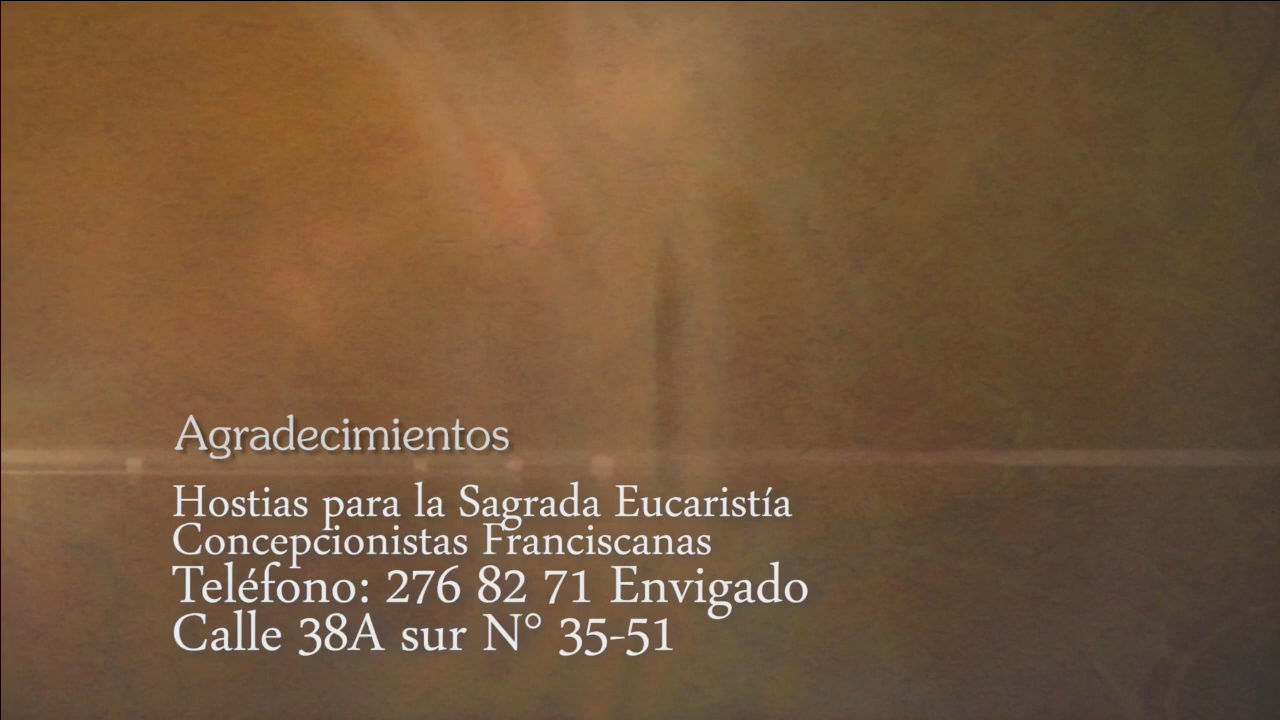 Agradecimientos
Hostias para la Sagrada Eucaristía
Concepcionistas Franciscanas
Teléfono: 276 82 71 Envigado
Calle 38A sur N° 35-51